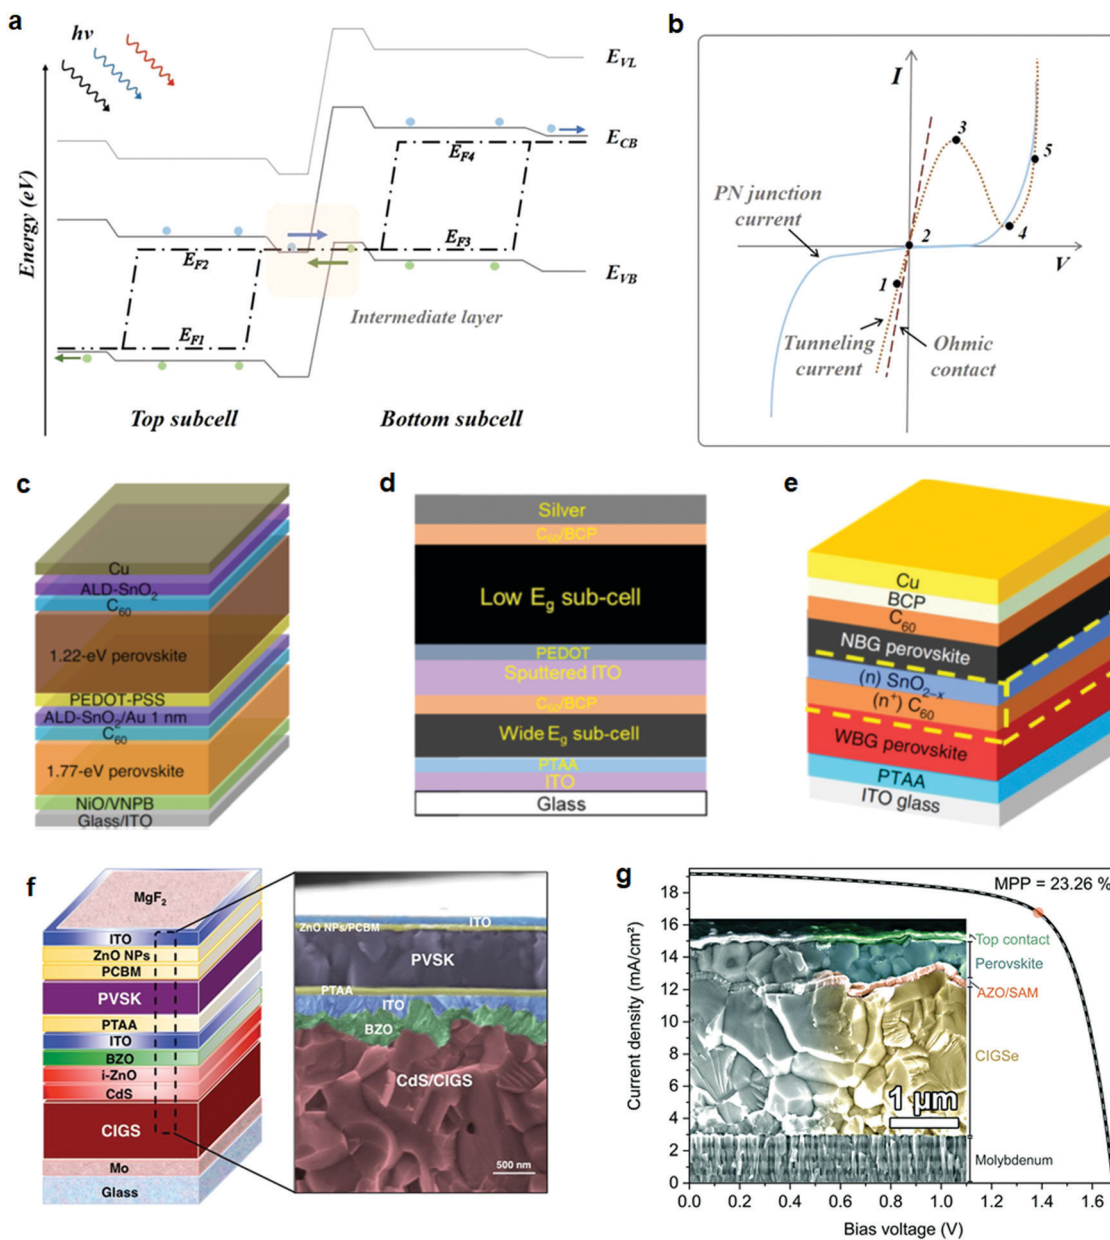 a
hν
Energy (eV)
E_VL
E_CB
E_F4
E_F2
E_F3
E_VB
Intermediate layer
E_F1
Top subcell
Bottom subcell
b
I
3
5
PN junction
current
2
4
V
1
Tunneling
current
Ohmic
contact
c
Cu
ALD-SnO₂
C₆₀
1.22-eV perovskite
PEDOT-PSS
ALD-SnO₂/Au 1 nm
C₆₀
1.77-eV perovskite
NiO/VNPB
Glass/ITO
d
Silver
C₆₀/BCP
Low E_g sub-cell
PEDOT
Sputtered ITO
C₆₀/BCP
Wide E_g sub-cell
PTAA
ITO
Glass
e
Cu
BCP
C₆₀
NBG perovskite
(n) SnO₂₋ₓ
(n⁺) C₆₀
WBG perovskite
PTAA
ITO glass
f
MgF₂
ITO
ZnO NPs
PCBM
PVSK
PTAA
ITO
BZO
i-ZnO
CdS
CIGS
Mo
Glass
ITO
ZnO NPs/PCBM
PVSK
PTAA
ITO
BZO
CdS/CIGS
500 nm
g
MPP = 23.26 %
Top contact
Perovskite
AZO/SAM
CIGSe
1 µm
Molybdenum
Current density (mA/cm²)
18
16
14
12
10
8
6
4
2
0
0.0 0.2 0.4 0.6 0.8 1.0 1.2 1.4 1.6
Bias voltage (V)